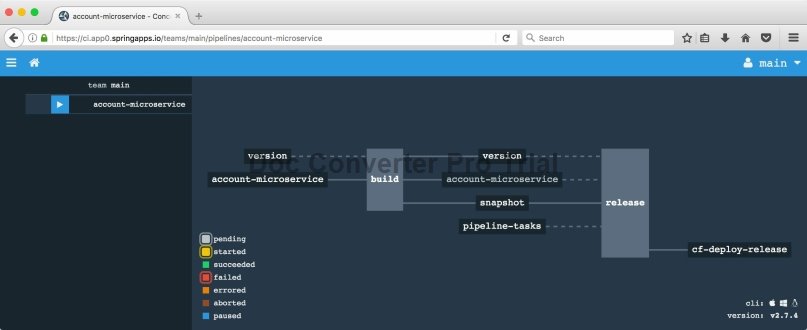 account-microservice - Conc
https://ci.app0.springapps.io/teams/main/pipelines/account-microservice
Search
main
team main
account-microservice
version
account-microservice
build
version
account-microservice
snapshot
pipeline-tasks
release
cf-deploy-release
Doc Converter Pro Trial
pending
started
succeeded
failed
errored
aborted
paused
cli:
version: v2.7.4